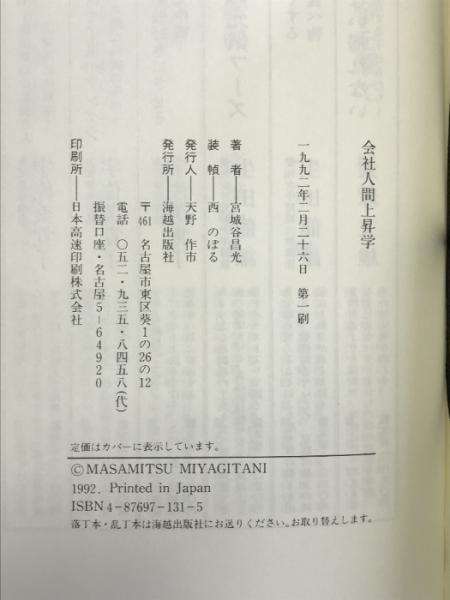 会社人間上昇学
一九九二年二月二十六日 第一刷
著者──宮城谷昌光
装幀──西 のぼる
発行人──天野 作市
発行所──海越出版社
〒461 名古屋市東区葵1の26の12
電話 〇五二・九三五・八四五八(代)
振替口座・名古屋5-64920
印刷所──日本高速印刷株式会社
定価はカバーに表示しています。
©MASAMITSU MIYAGITANI
1992. Printed in Japan
ISBN4-87697-131-5
落丁本・乱丁本は海越出版社にお送りください。お取り替えします。